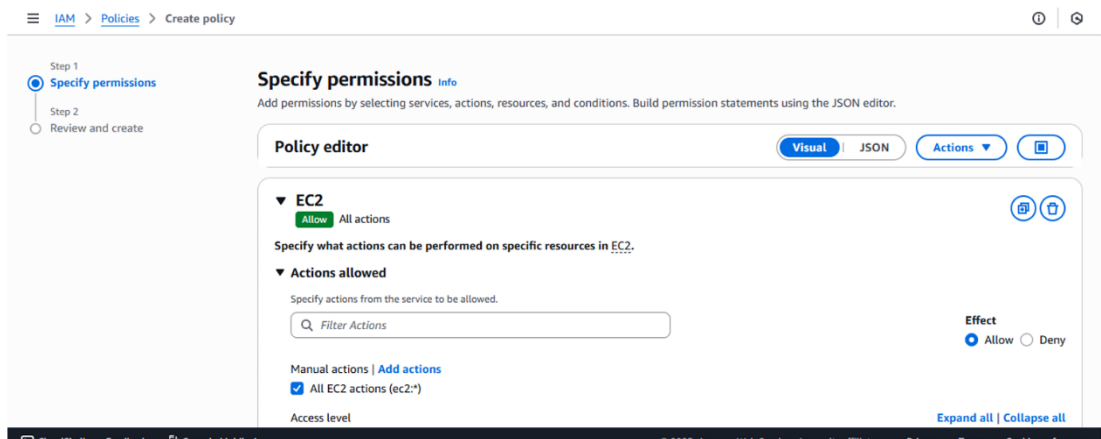 IAM > Policies > Create policy
Step 1
Specify permissions
Step 2
Review and create
Specify permissions Info
Add permissions by selecting services, actions, resources, and conditions. Build permission statements using the JSON editor.
Policy editor
Visual JSON Actions
EC2
Allow All actions
Specify what actions can be performed on specific resources in EC2.
Actions allowed
Specify actions from the service to be allowed.
Filter Actions
Effect
Allow Deny
Manual actions | Add actions
All EC2 actions (ec2:*)
Access level Expand all | Collapse all